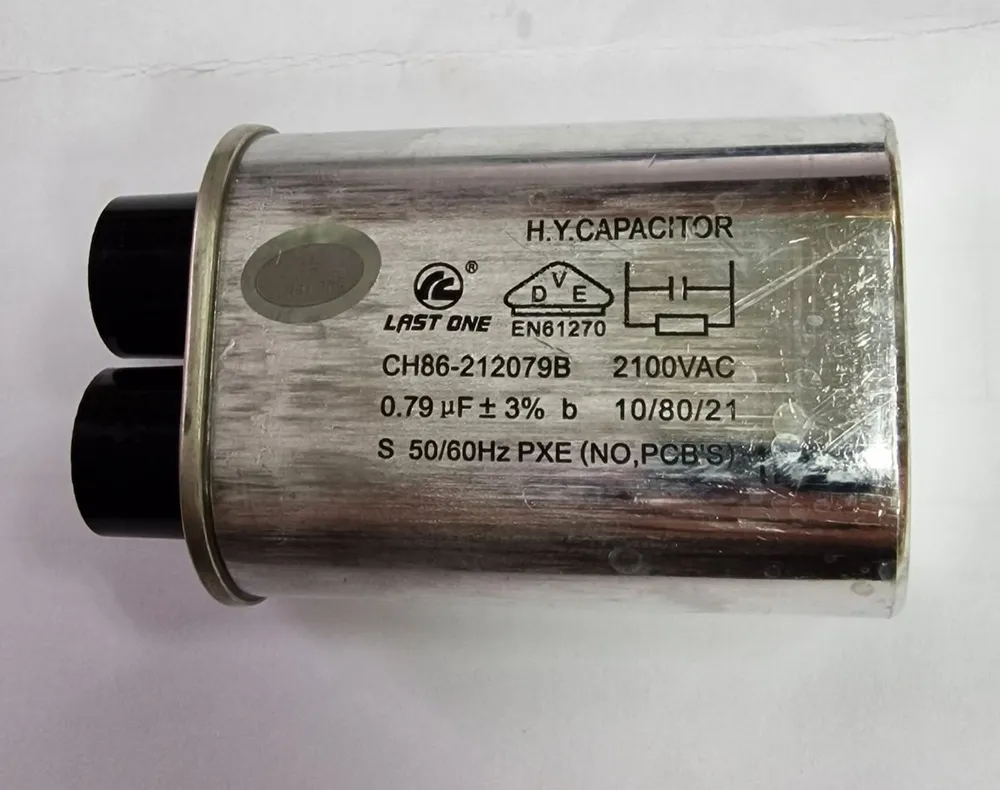 H.Y.CAPACITOR
®
D V E
LAST ONE
EN61270
CH86-212079B 2100VAC
0.79 µF ± 3% b 10/80/21
S 50/60Hz PXE (NO,PCB'S)